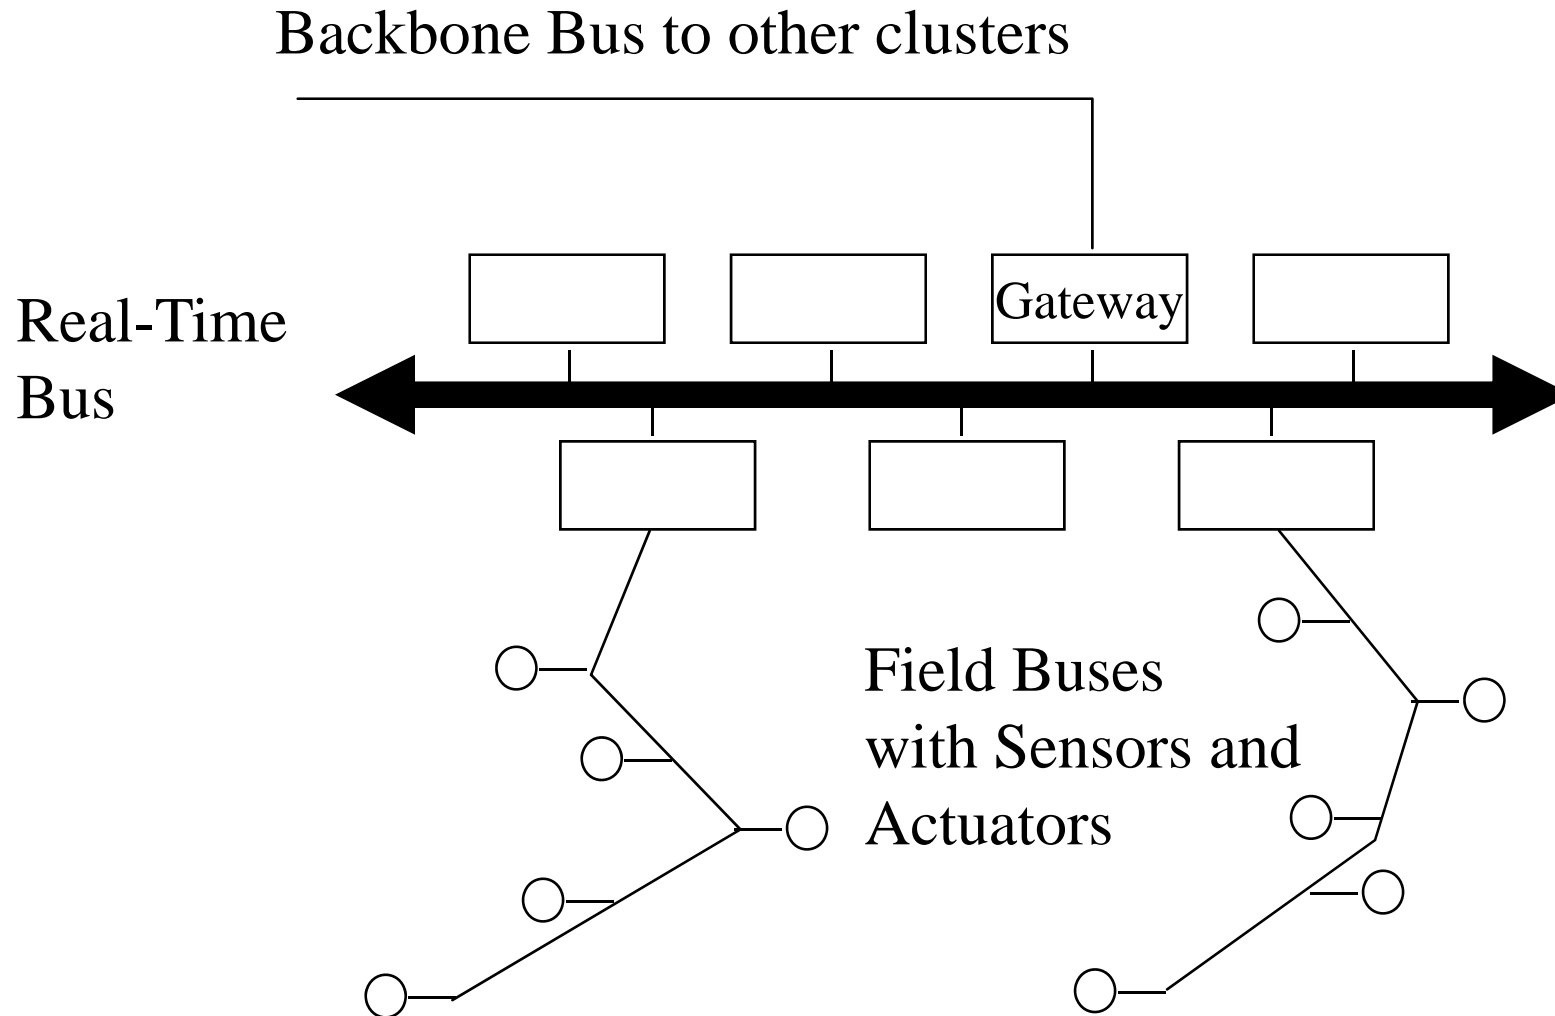 Backbone Bus to other clusters
Gateway
Real-Time
Bus
Field Buses
with Sensors and
Actuators